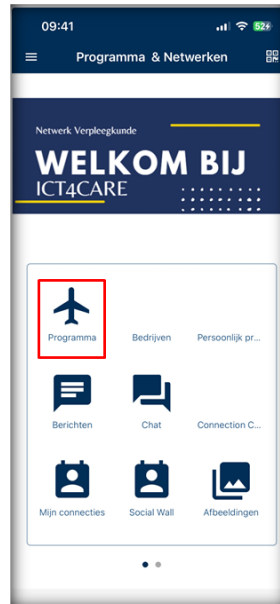 09:41
52
Programma & Netwerken
Netwerk Verpleegkunde
WELKOM BIJ
ICT4CARE
Programma
Bedrijven
Persoonlijk pr...
Berichten
Chat
Connection C...
Mijn connecties
Social Wall
Afbeeldingen